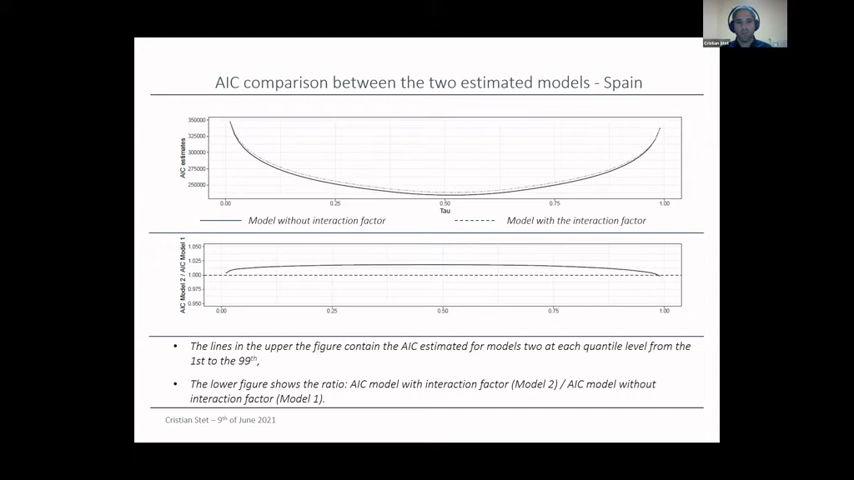 Cristian Stet
AIC comparison between the two estimated models - Spain
AIC estimates
350000
325000
300000
275000
250000
0.00 0.25 0.50 0.75 1.00
Tau
Model without interaction factor
Model with the interaction factor
AIC Model 2 / AIC Model 1
1.050
1.025
1.000
0.975
0.950
0.00 0.25 0.50 0.75 1.00
• The lines in the upper the figure contain the AIC estimated for models two at each quantile level from the
1st to the 99th,
• The lower figure shows the ratio: AIC model with interaction factor (Model 2) / AIC model without
interaction factor (Model 1).
Cristian Stet – 9th of June 2021